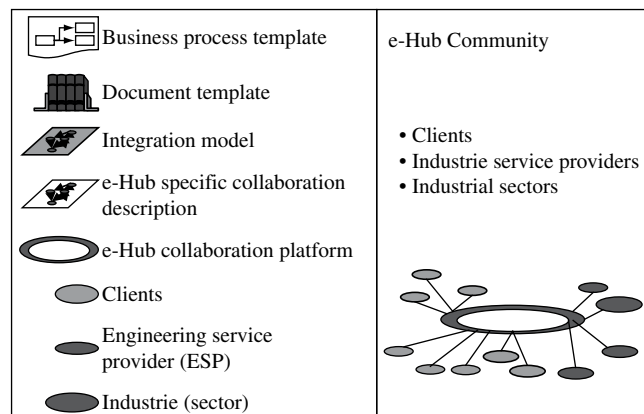 Business process template
Document template
Integration model
e-Hub specific collaboration
description
e-Hub collaboration platform
Clients
Engineering service
provider (ESP)
Industrie (sector)
e-Hub Community
• Clients
• Industrie service providers
• Industrial sectors